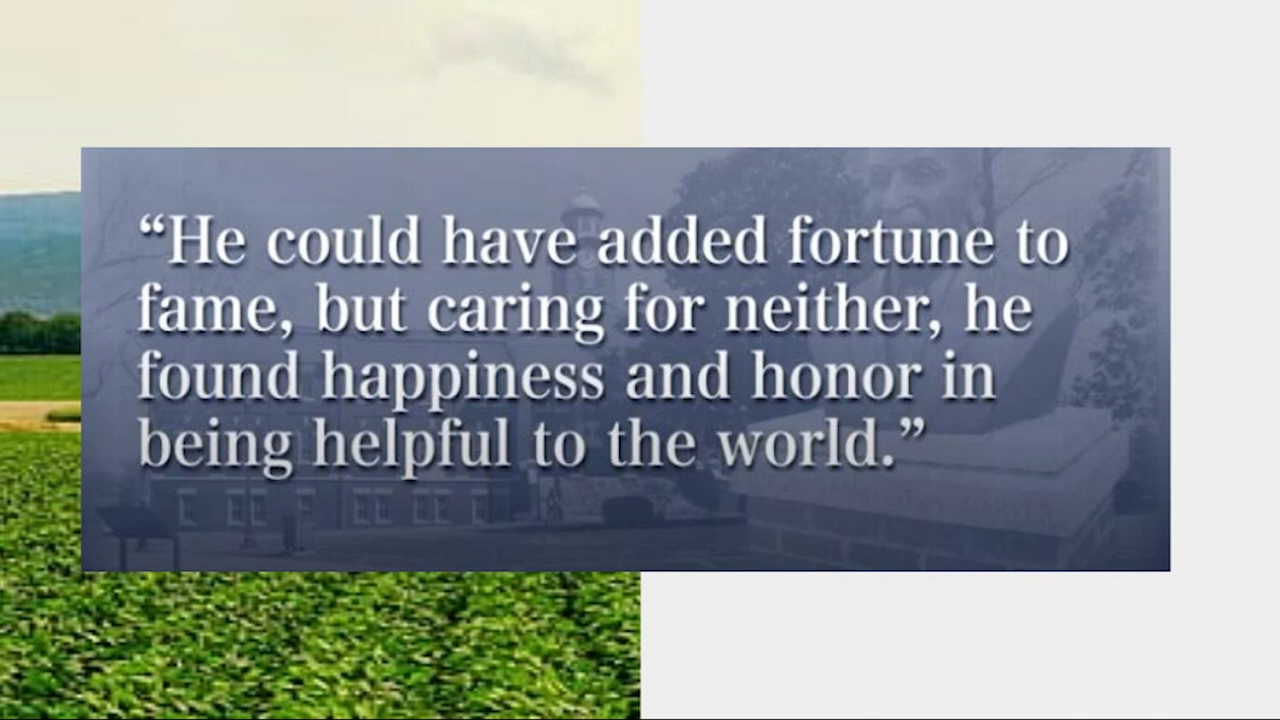 “He could have added fortune to
fame, but caring for neither, he
found happiness and honor in
being helpful to the world.”